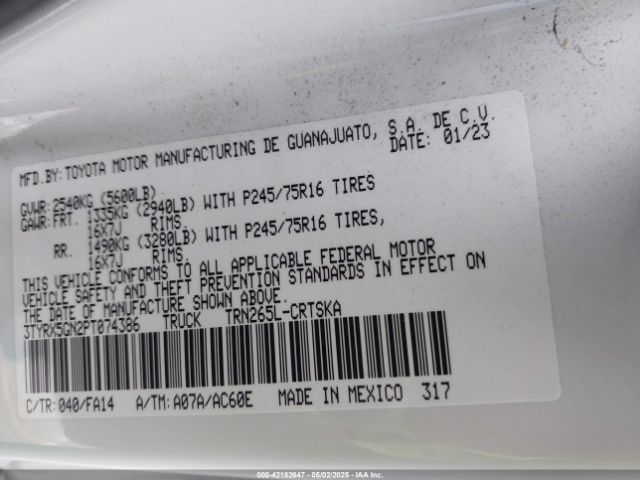 MFD. BY: TOYOTA MOTOR MANUFACTURING DE GUANAJUATO, S.A. DE C.V.
DATE: 01/23
GVWR: 2540KG (5600LB)
GAWR: FRT. 1335KG (2940LB) WITH P245/75R16 TIRES
16X7J RIMS.
RR. 1490KG (3280LB) WITH P245/75R16 TIRES,
16X7J RIMS.
THIS VEHICLE CONFORMS TO ALL APPLICABLE FEDERAL MOTOR
VEHICLE SAFETY AND THEFT PREVENTION STANDARDS IN EFFECT ON
THE DATE OF MANUFACTURE SHOWN ABOVE.
3TYRX5GN2PT074386 TRUCK TRN265L-CRTSKA
C/TR: 040/FA14 A/TM: A07A/AC60E MADE IN MEXICO 317
000-42182647 - 05/02/2025 - IAAI.COM